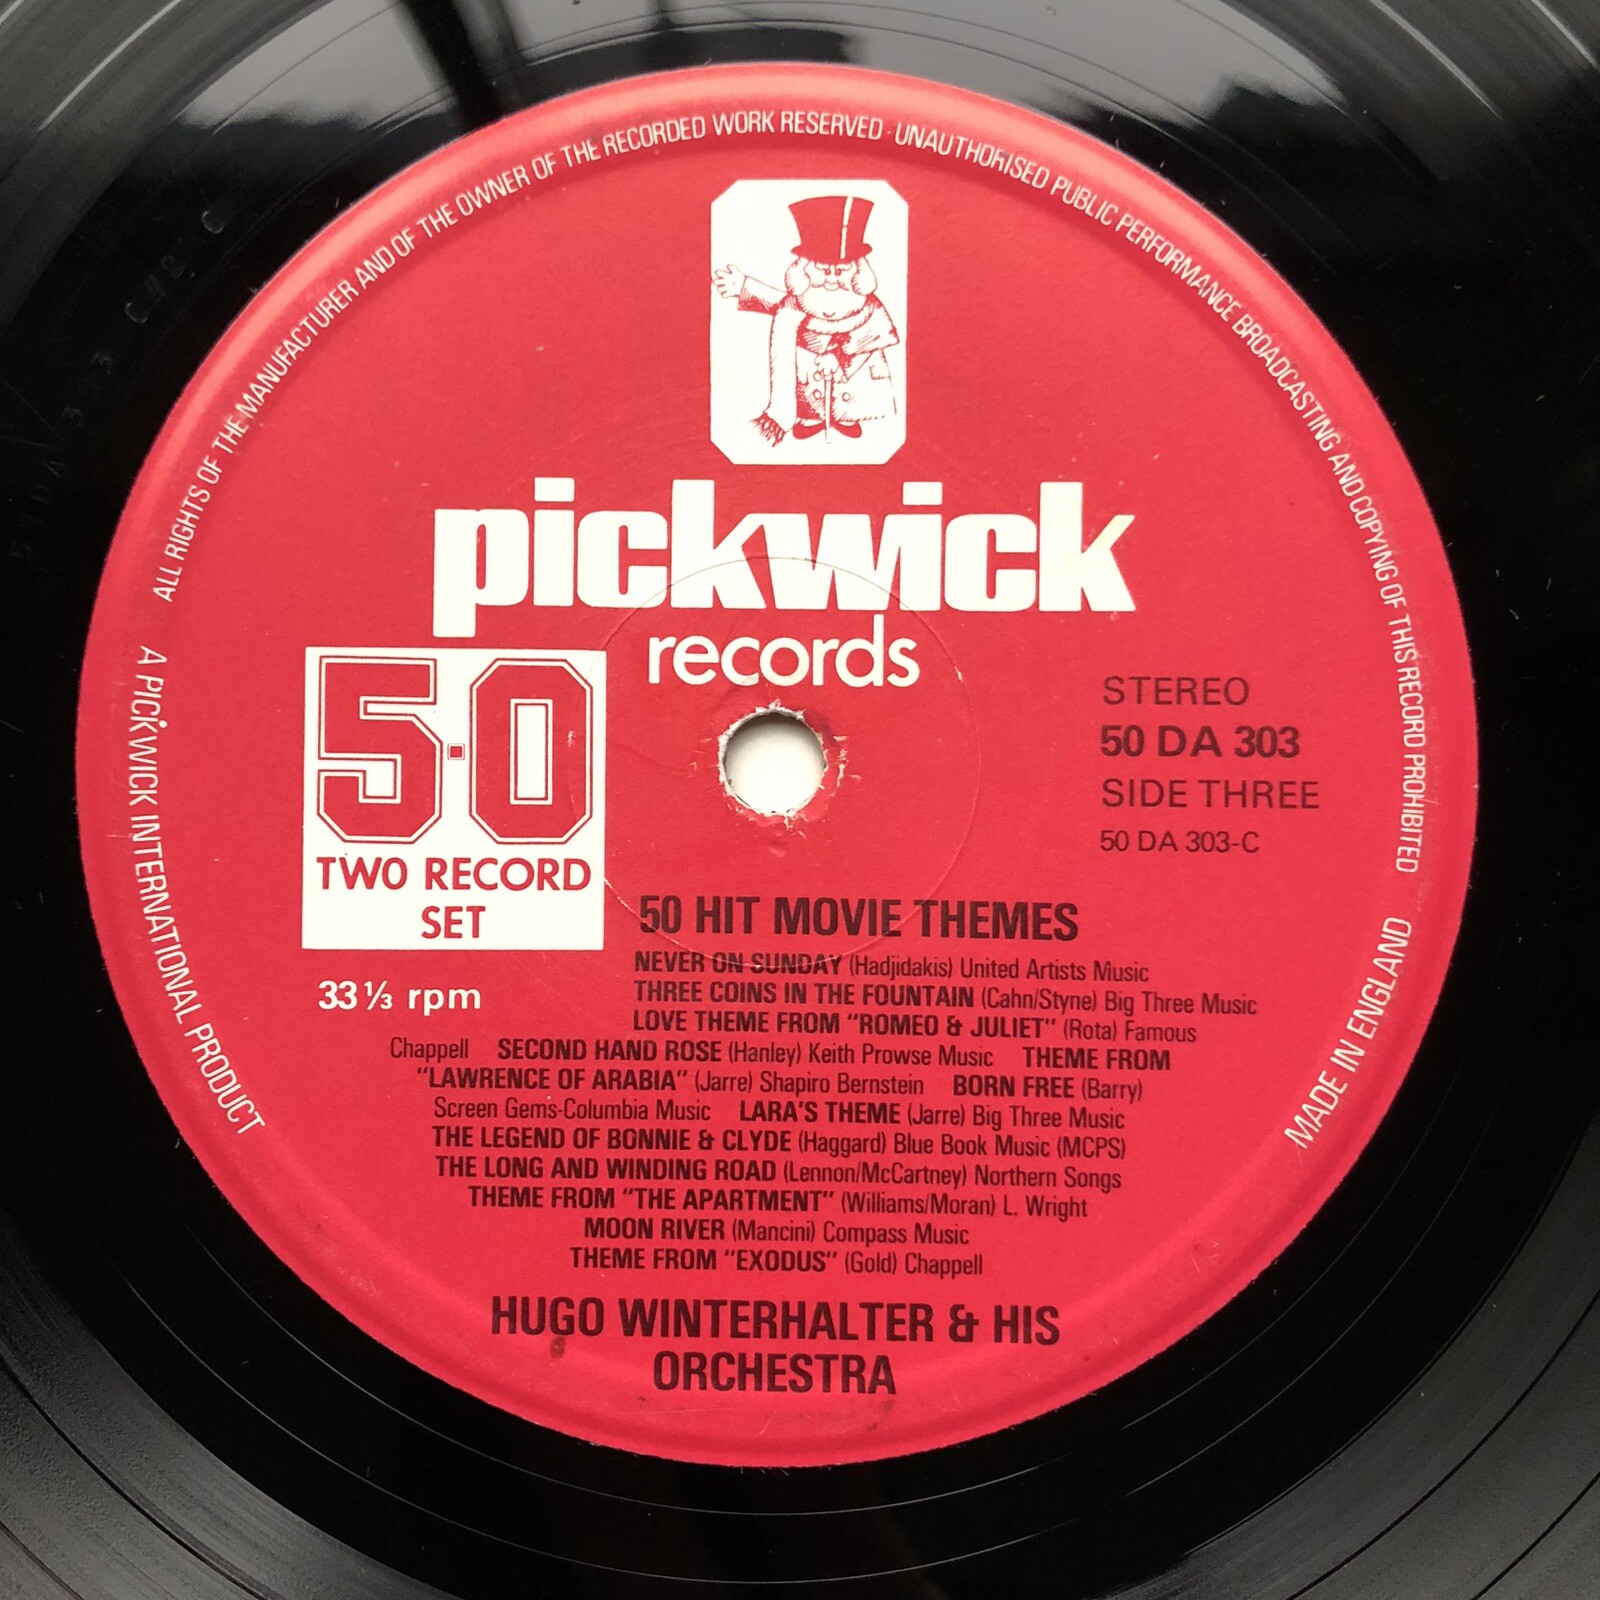 ALL RIGHTS OF THE MANUFACTURER AND OF THE OWNER OF THE RECORDED WORK RESERVED · UNAUTHORISED PUBLIC PERFORMANCE BROADCASTING AND COPYING OF THIS RECORD PROHIBITED
pickwick
records
5·0
TWO RECORD
SET
33 ⅓ rpm
STEREO
50 DA 303
SIDE THREE
50 DA 303-C
50 HIT MOVIE THEMES
NEVER ON SUNDAY (Hadjidakis) United Artists Music
THREE COINS IN THE FOUNTAIN (Cahn/Styne) Big Three Music
LOVE THEME FROM "ROMEO & JULIET" (Rota) Famous
Chappell SECOND HAND ROSE (Hanley) Keith Prowse Music THEME FROM
"LAWRENCE OF ARABIA" (Jarre) Shapiro Bernstein BORN FREE (Barry)
Screen Gems-Columbia Music LARA'S THEME (Jarre) Big Three Music
THE LEGEND OF BONNIE & CLYDE (Haggard) Blue Book Music (MCPS)
THE LONG AND WINDING ROAD (Lennon/McCartney) Northern Songs
THEME FROM "THE APARTMENT" (Williams/Moran) L. Wright
MOON RIVER (Mancini) Compass Music
THEME FROM "EXODUS" (Gold) Chappell
HUGO WINTERHALTER & HIS
ORCHESTRA
A PICKWICK INTERNATIONAL PRODUCT
MADE IN ENGLAND